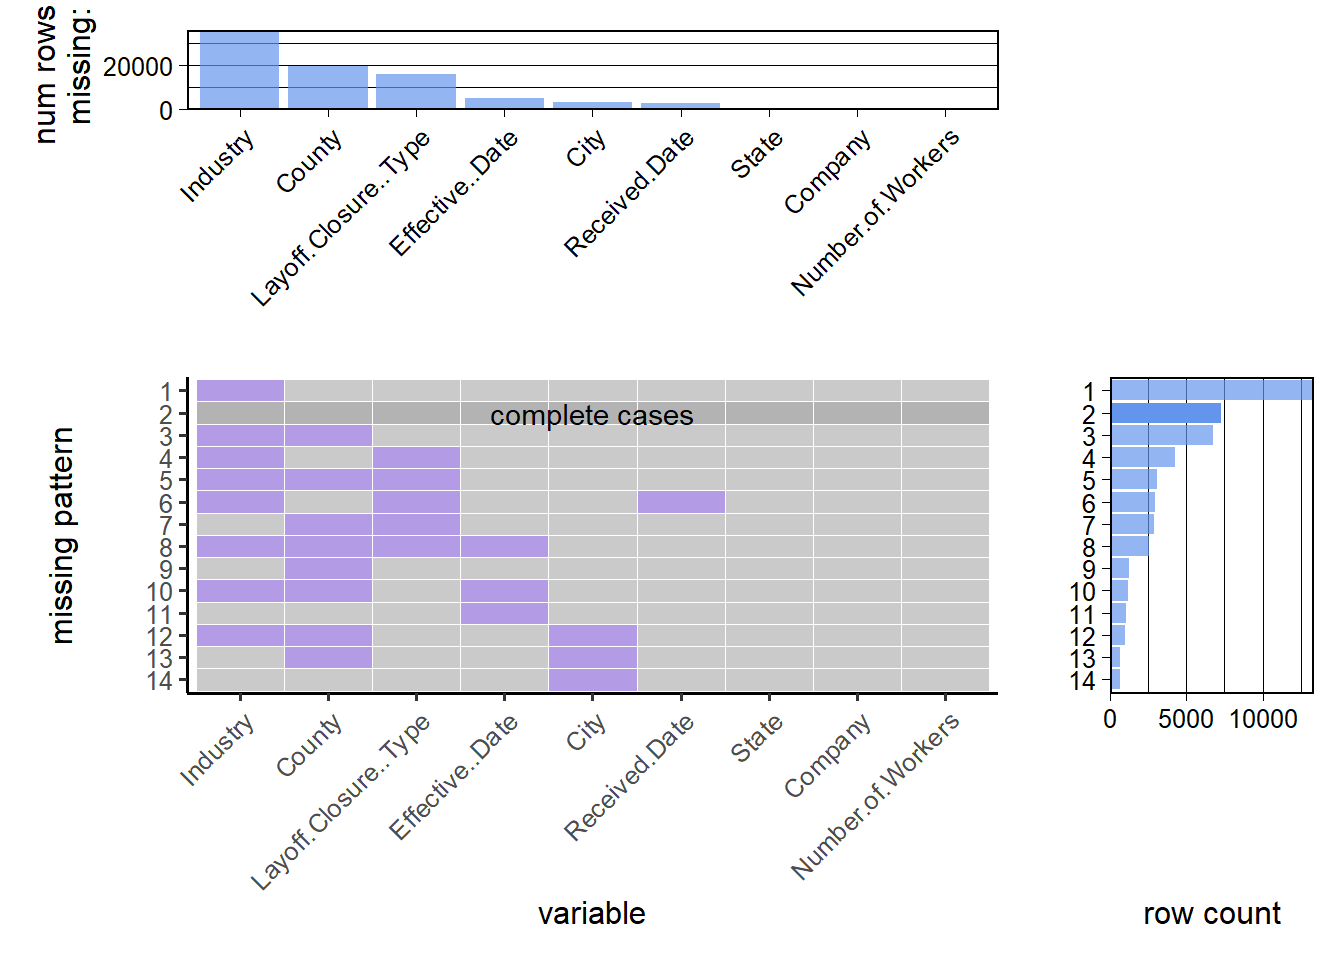 num rows
missing:
20000
0
Industry
County
Layoff.Closure..Type
Effective..Date
City
Received.Date
State
Company
Number.of.Workers
missing pattern
1
2
3
4
5
6
7
8
9
10
11
12
13
14
complete cases
Industry
County
Layoff.Closure..Type
Effective..Date
City
Received.Date
State
Company
Number.of.Workers
variable
1
2
3
4
5
6
7
8
9
10
11
12
13
14
0 5000 10000
row count